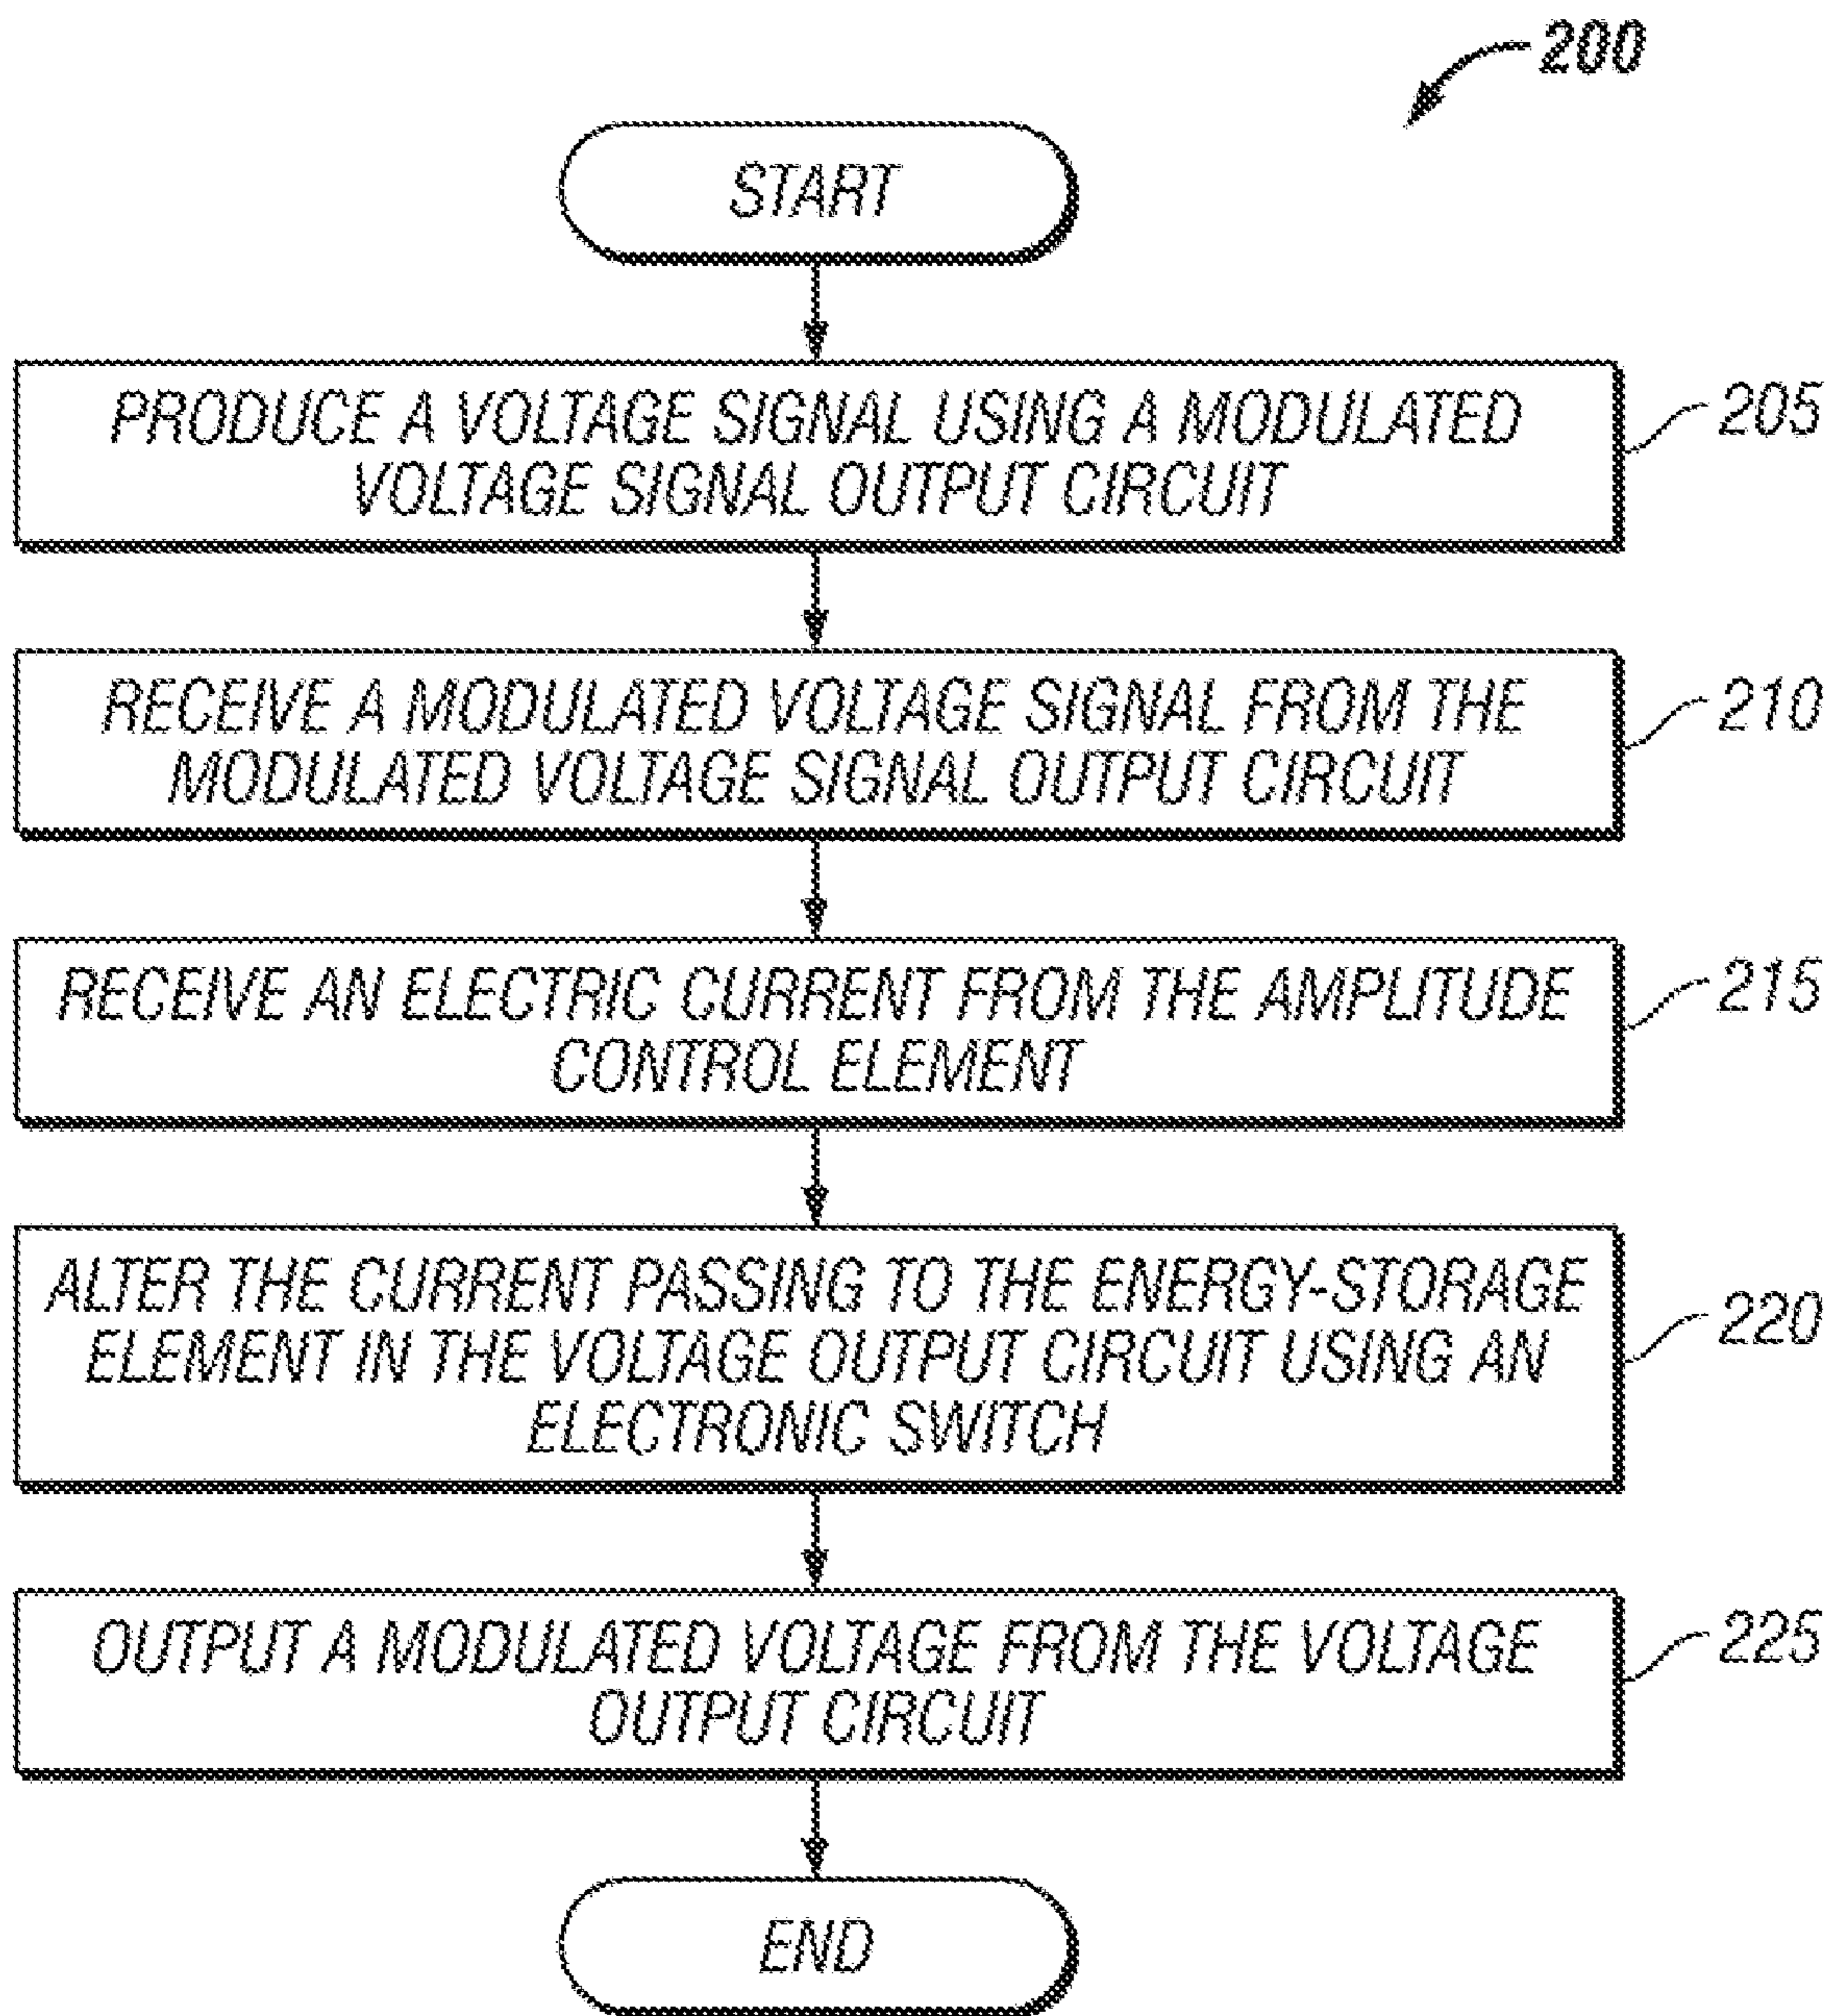 200
START
PRODUCE A VOLTAGE SIGNAL USING A MODULATED
VOLTAGE SIGNAL OUTPUT CIRCUIT
205
RECEIVE A MODULATED VOLTAGE SIGNAL FROM THE
MODULATED VOLTAGE SIGNAL OUTPUT CIRCUIT
210
RECEIVE AN ELECTRIC CURRENT FROM THE AMPLITUDE
CONTROL ELEMENT
215
ALTER THE CURRENT PASSING TO THE ENERGY-STORAGE
ELEMENT IN THE VOLTAGE OUTPUT CIRCUIT USING AN
ELECTRONIC SWITCH
220
OUTPUT A MODULATED VOLTAGE FROM THE VOLTAGE
OUTPUT CIRCUIT
225
END